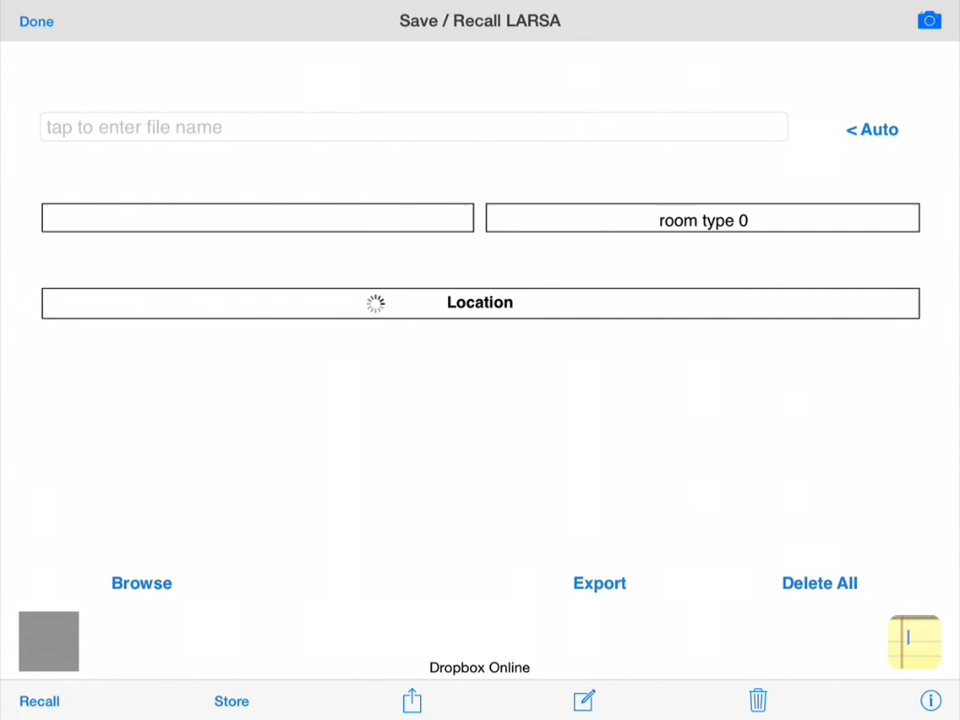 Done
Save / Recall LARSA
tap to enter file name
< Auto
room type 0
Location
Browse
Export
Delete All
Dropbox Online
Recall
Store